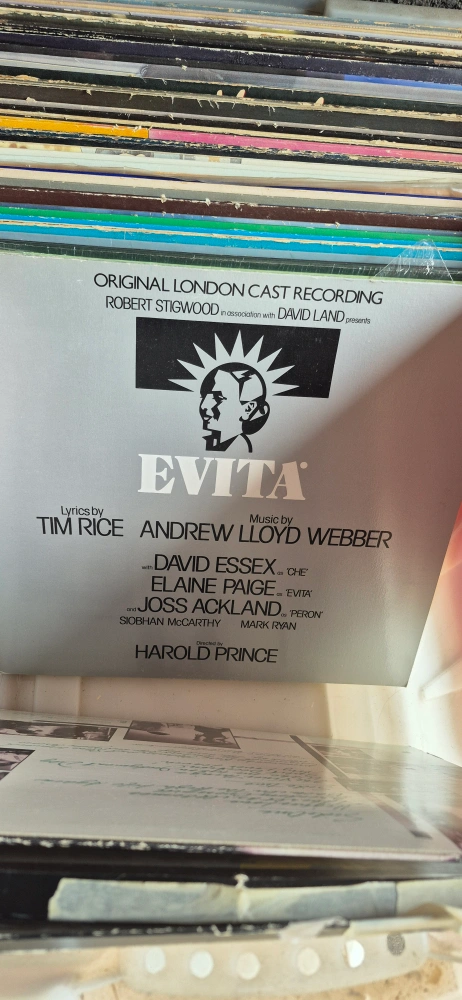 ORIGINAL LONDON CAST RECORDING
ROBERT STIGWOOD in association with DAVID LAND presents
EVITA
Lyrics by Music by
TIM RICE ANDREW LLOYD WEBBER
with DAVID ESSEX as 'CHE'
ELAINE PAIGE as 'EVITA'
and JOSS ACKLAND as 'PERON'
SIOBHAN McCARTHY MARK RYAN
Directed by
HAROLD PRINCE